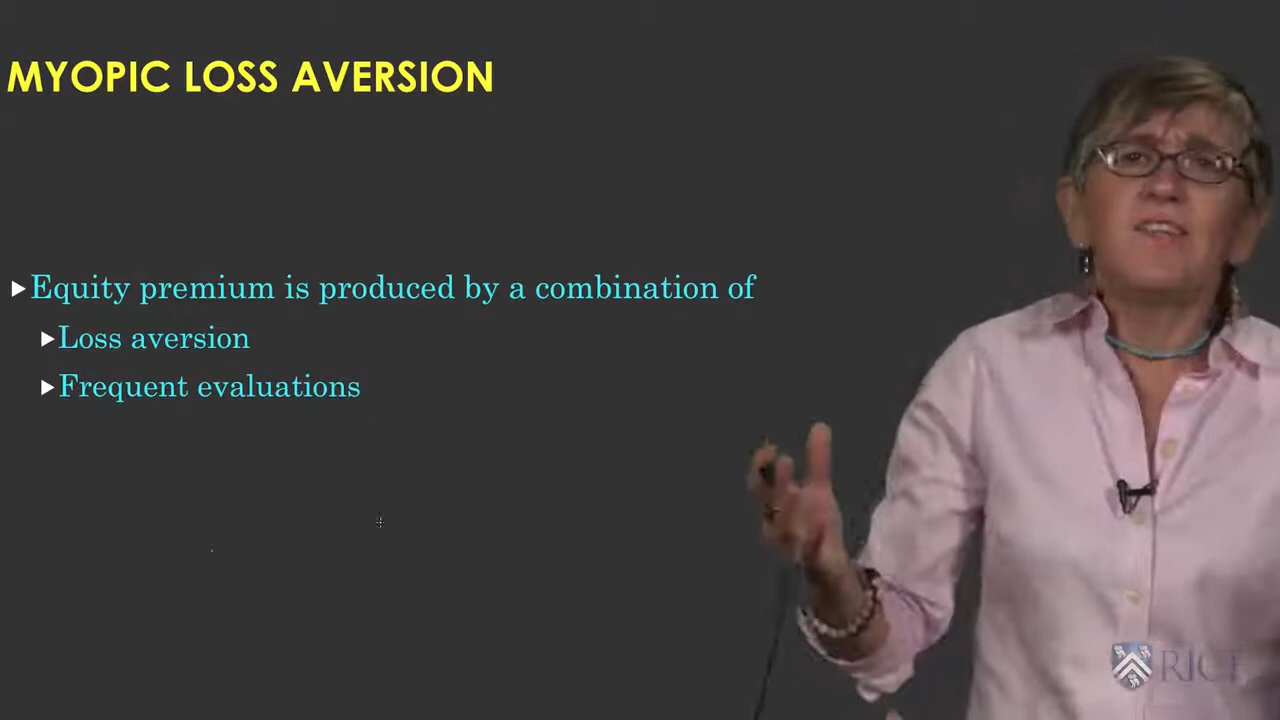 MYOPIC LOSS AVERSION
Equity premium is produced by a combination of
Loss aversion
Frequent evaluations
RICE